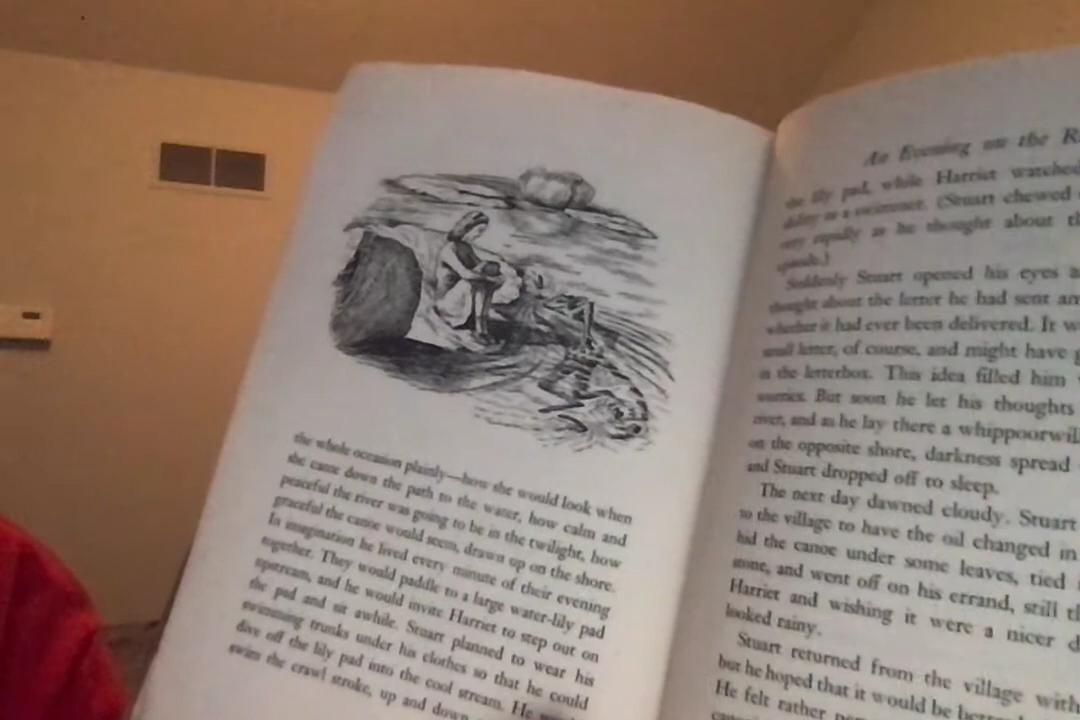 the whole occasion plainly—how she would look when
she came down the path to the water, how calm and
peaceful the river was going to be in the twilight, how
graceful the canoe would seem, drawn up on the shore.
In imagination he lived every minute of their evening
together. They would paddle to a large water-lily pad
upstream, and he would invite Harriet to step out on
the pad and sit awhile. Stuart planned to wear his
swimming trunks under his clothes so that he could
dive off the lily pad into the cool stream. He
swim the crawl stroke, up and down
An Evening on the
the lily pad, while Harriet watched
ability as a swimmer. (Stuart chewed
very rapidly as he thought about
episode.)
Suddenly Stuart opened his eyes
thought about the letter he had sent
whether it had ever been delivered. It
small letter, of course, and might have
in the letterbox. This idea filled him
worries. But soon he let his thoughts
river, and as he lay there a whippoorwill
on the opposite shore, darkness spread
and Stuart dropped off to sleep.
The next day dawned cloudy. Stuart
to the village to have the oil changed in
hid the canoe under some leaves, tied
stone, and went off on his errand, still
Harriet and wishing it were a nicer
looked rainy.
Stuart returned from the village
but he hoped that it would be
He felt rather